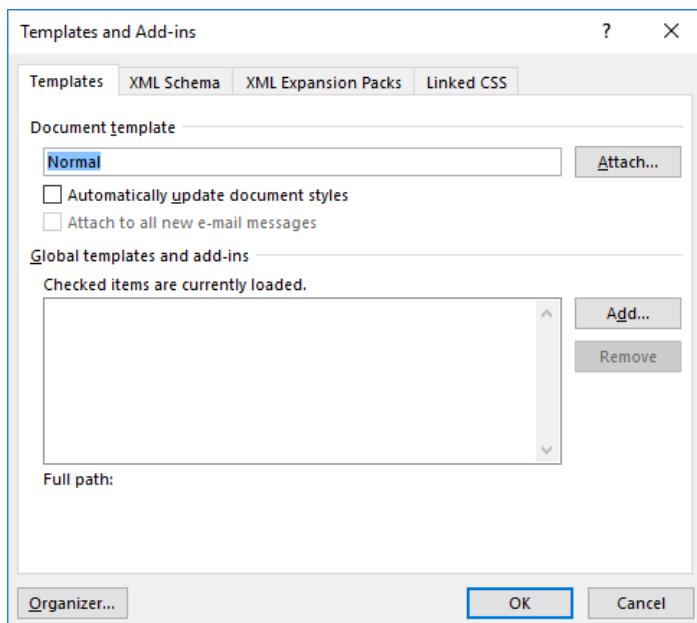 Templates and Add-ins ?
Templates XML Schema XML Expansion Packs Linked CSS
Document template
Normal Attach...
Automatically update document styles
Attach to all new e-mail messages
Global templates and add-ins
Checked items are currently loaded.
Add...
Remove
Full path:
Organizer... OK Cancel